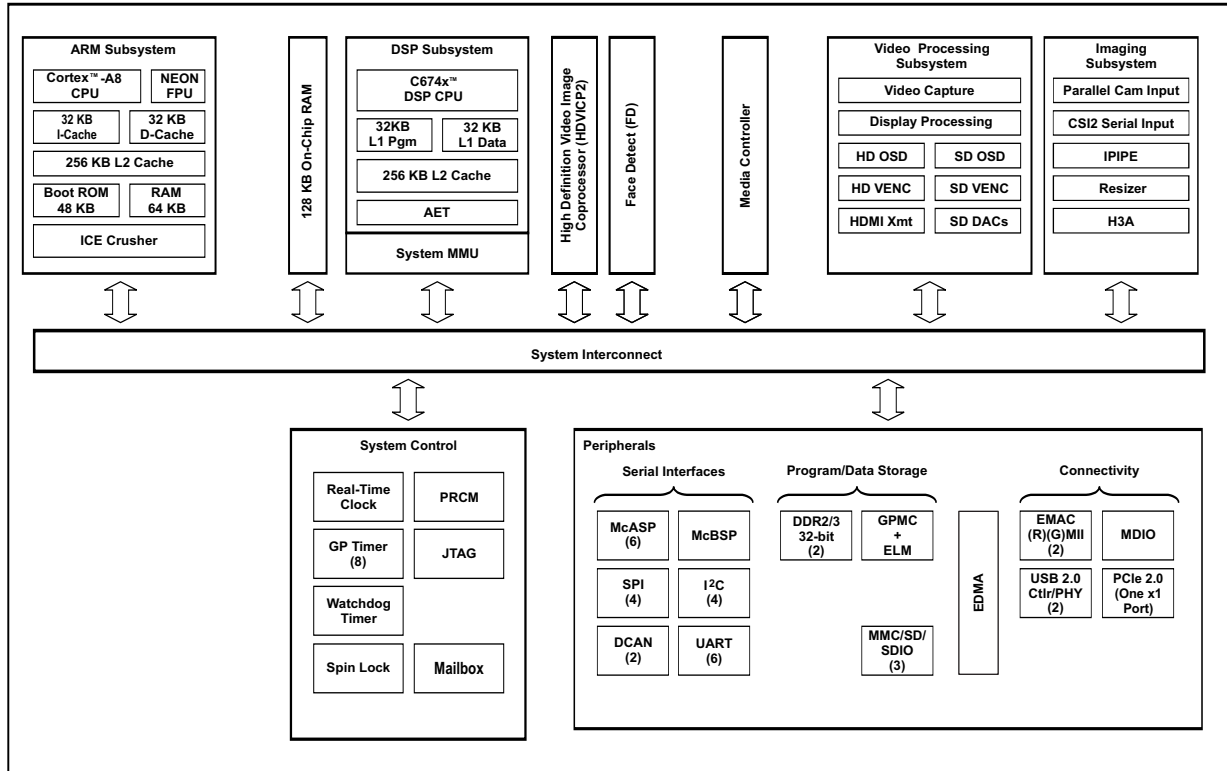 ARM Subsystem
Cortex™-A8
CPU
NEON
FPU
32 KB
I-Cache
32 KB
D-Cache
256 KB L2 Cache
Boot ROM
48 KB
RAM
64 KB
ICE Crusher
128 KB On-Chip RAM
DSP Subsystem
C674x™
DSP CPU
32KB
L1 Pgm
32 KB
L1 Data
256 KB L2 Cache
AET
System MMU
High Definition Video Image
Coprocessor (HDVICP2)
Face Detect (FD)
Media Controller
Video Processing
Subsystem
Video Capture
Display Processing
HD OSD
SD OSD
HD VENC
SD VENC
HDMI Xmt
SD DACs
Imaging
Subsystem
Parallel Cam Input
CSI2 Serial Input
IPIPE
Resizer
H3A
System Interconnect
System Control
Real-Time
Clock
PRCM
GP Timer
(8)
JTAG
Watchdog
Timer
Spin Lock
Mailbox
Peripherals
Serial Interfaces
McASP
(6)
McBSP
SPI
(4)
I²C
(4)
DCAN
(2)
UART
(6)
Program/Data Storage
DDR2/3
32-bit
(2)
GPMC
+
ELM
MMC/SD/
SDIO
(3)
EDMA
Connectivity
EMAC
(R)(G)MII
(2)
MDIO
USB 2.0
Ctlr/PHY
(2)
PCIe 2.0
(One x1
Port)